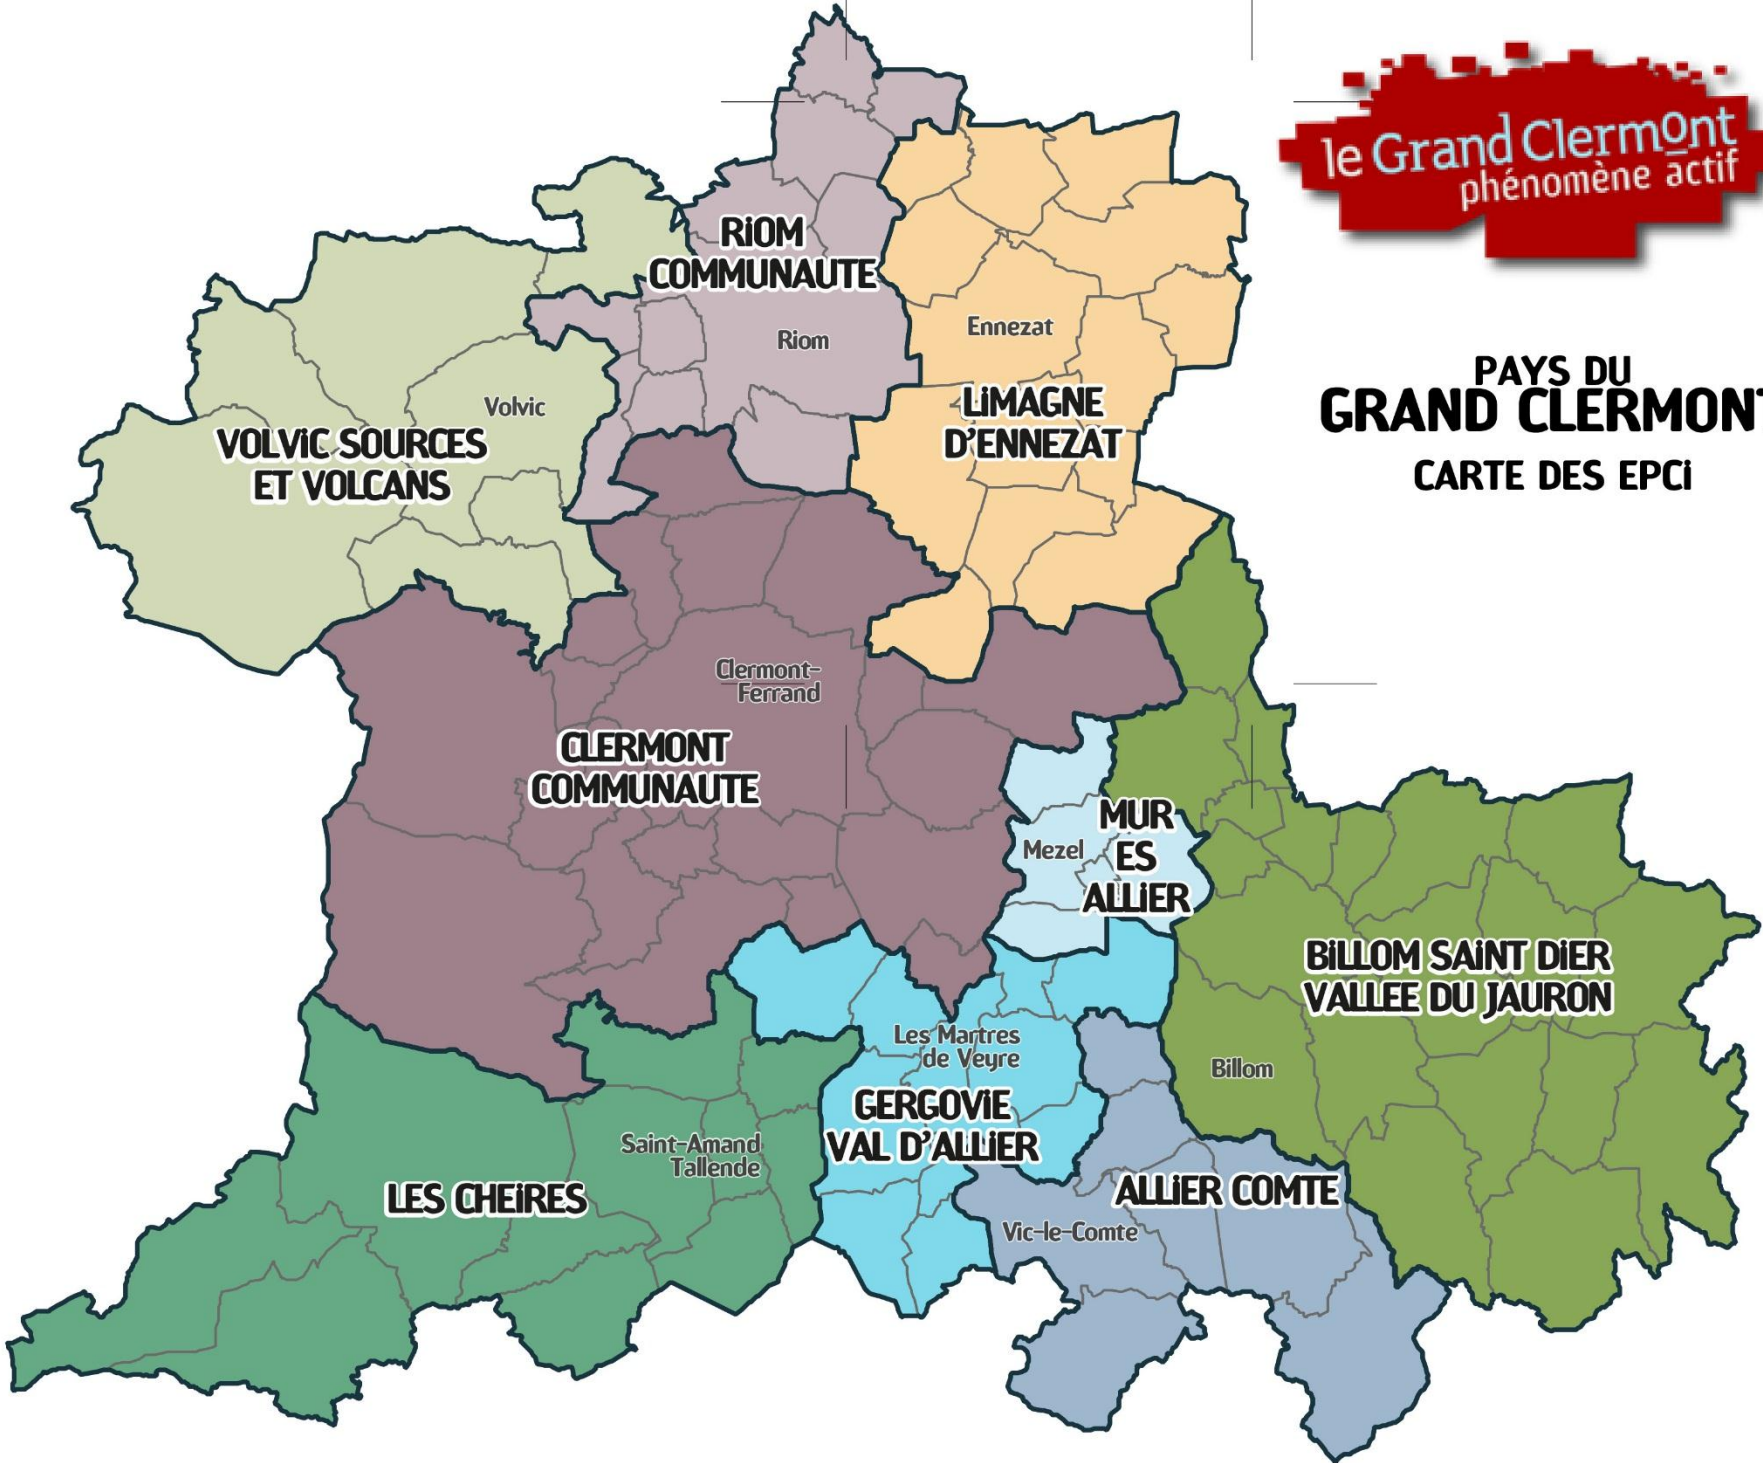 le Grand Clermont
phénomène actif
PAYS DU
GRAND CLERMONT
CARTE DES EPCi
RiOM
COMMUNAUTE
Riom
Ennezat
LiMAGNE
D'ENNEZAT
Volvic
VOLViC SOURCES
ET VOLCANS
Clermont-
Ferrand
CLERMONT
COMMUNAUTE
MUR
ES
ALLiER
Mezel
BiLLOM SAiNT DiER
VALLEE DU JAURON
Billom
Les Martres
de Veyre
GERGOViE
VAL D'ALLiER
Saint-Amand
Tallende
LES CHEiRES
ALLiER COMTE
Vic-le-Comte